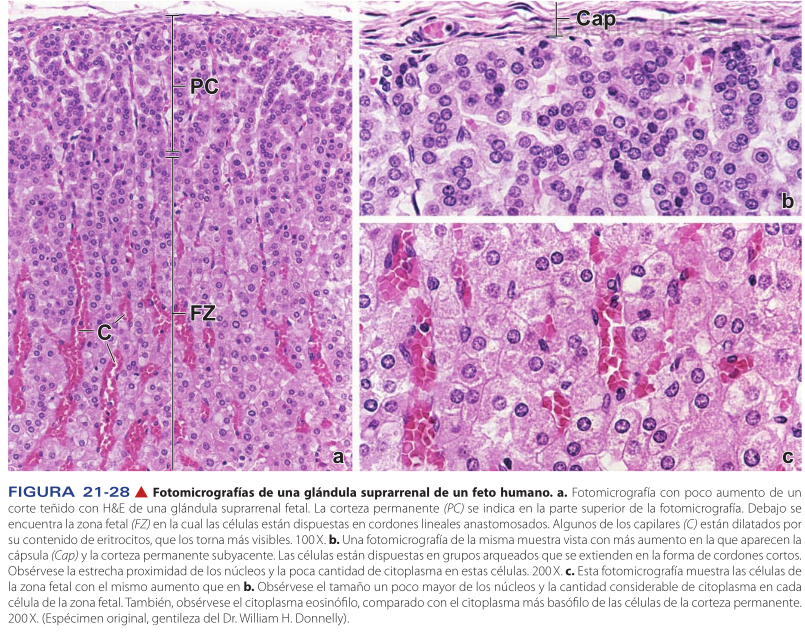 PC
FZ
C
a
Cap
b
c
FIGURA 21-28 ▲ Fotomicrografías de una glándula suprarrenal de un feto humano. a. Fotomicrografía con poco aumento de un
corte teñido con H&E de una glándula suprarrenal fetal. La corteza permanente (PC) se indica en la parte superior de la fotomicrografía. Debajo se
encuentra la zona fetal (FZ) en la cual las células están dispuestas en cordones lineales anastomosados. Algunos de los capilares (C) están dilatados por
su contenido de eritrocitos, que los torna más visibles. 100 X. b. Una fotomicrografía de la misma muestra vista con más aumento en la que aparecen la
cápsula (Cap) y la corteza permanente subyacente. Las células están dispuestas en grupos arqueados que se extienden en la forma de cordones cortos.
Obsérvese la estrecha proximidad de los núcleos y la poca cantidad de citoplasma en estas células. 200 X. c. Esta fotomicrografía muestra las células de
la zona fetal con el mismo aumento que en b. Obsérvese el tamaño un poco mayor de los núcleos y la cantidad considerable de citoplasma en cada
célula de la zona fetal. También, obsérvese el citoplasma eosinófilo, comparado con el citoplasma más basófilo de las células de la corteza permanente.
200 X. (Espécimen original, gentileza del Dr. William H. Donnelly).